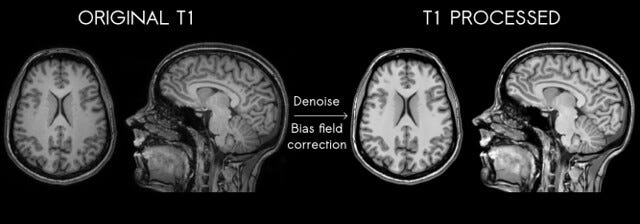 ORIGINAL T1
T1 PROCESSED
Denoise
Bias field
correction